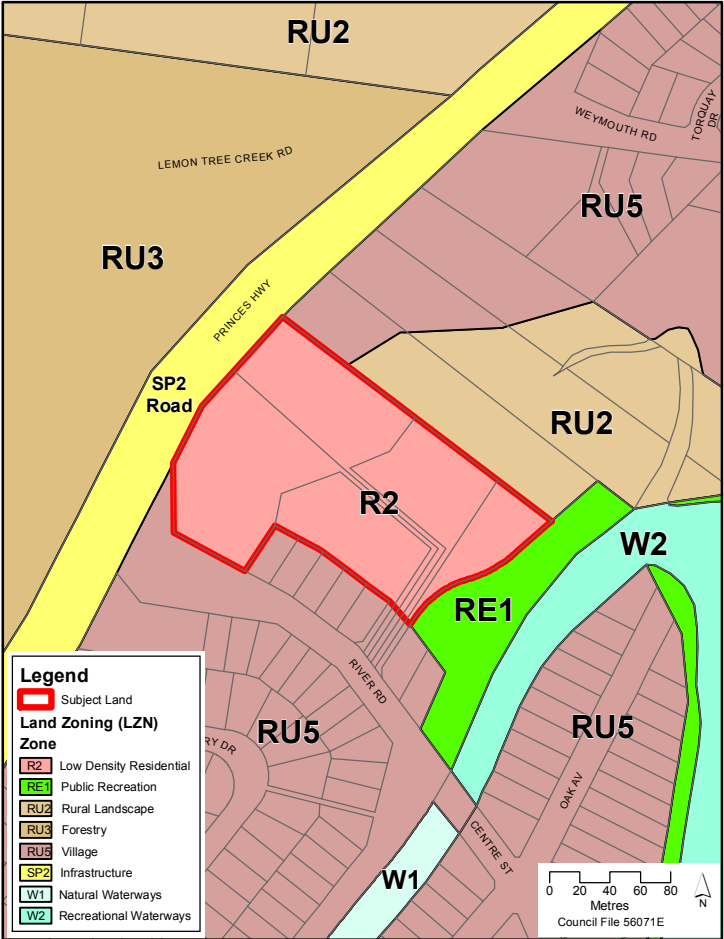 RU2
WEYMOUTH RD
TORQUAY
DR
LEMON TREE CREEK RD
RU5
RU3
PRINCES HWY
SP2
Road
RU2
R2
W2
RE1
RIVER RD
RU5
RY DR
RU5
OAK AV
CENTRE ST
W1
Legend
Subject Land
Land Zoning (LZN)
Zone
R2 Low Density Residential
RE1 Public Recreation
RU2 Rural Landscape
RU3 Forestry
RU5 Village
SP2 Infrastructure
W1 Natural Waterways
W2 Recreational Waterways
0 20 40 60 80
Metres
N
Council File 56071E